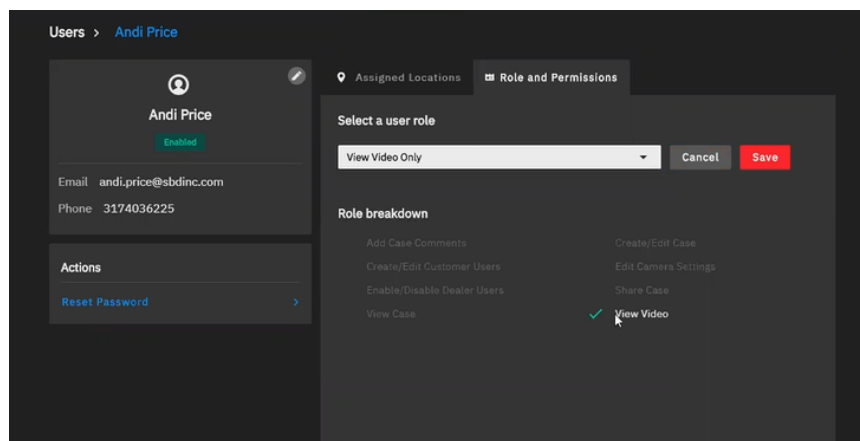 Users > Andi Price
Andi Price
Enabled
Email andi.price@sbdinc.com
Phone 3174036225
Actions
Reset Password >
Assigned Locations Role and Permissions
Select a user role
View Video Only Cancel Save
Role breakdown
Add Case Comments Create/Edit Case
Create/Edit Customer Users Edit Camera Settings
Enable/Disable Dealer Users Share Case
View Case View Video